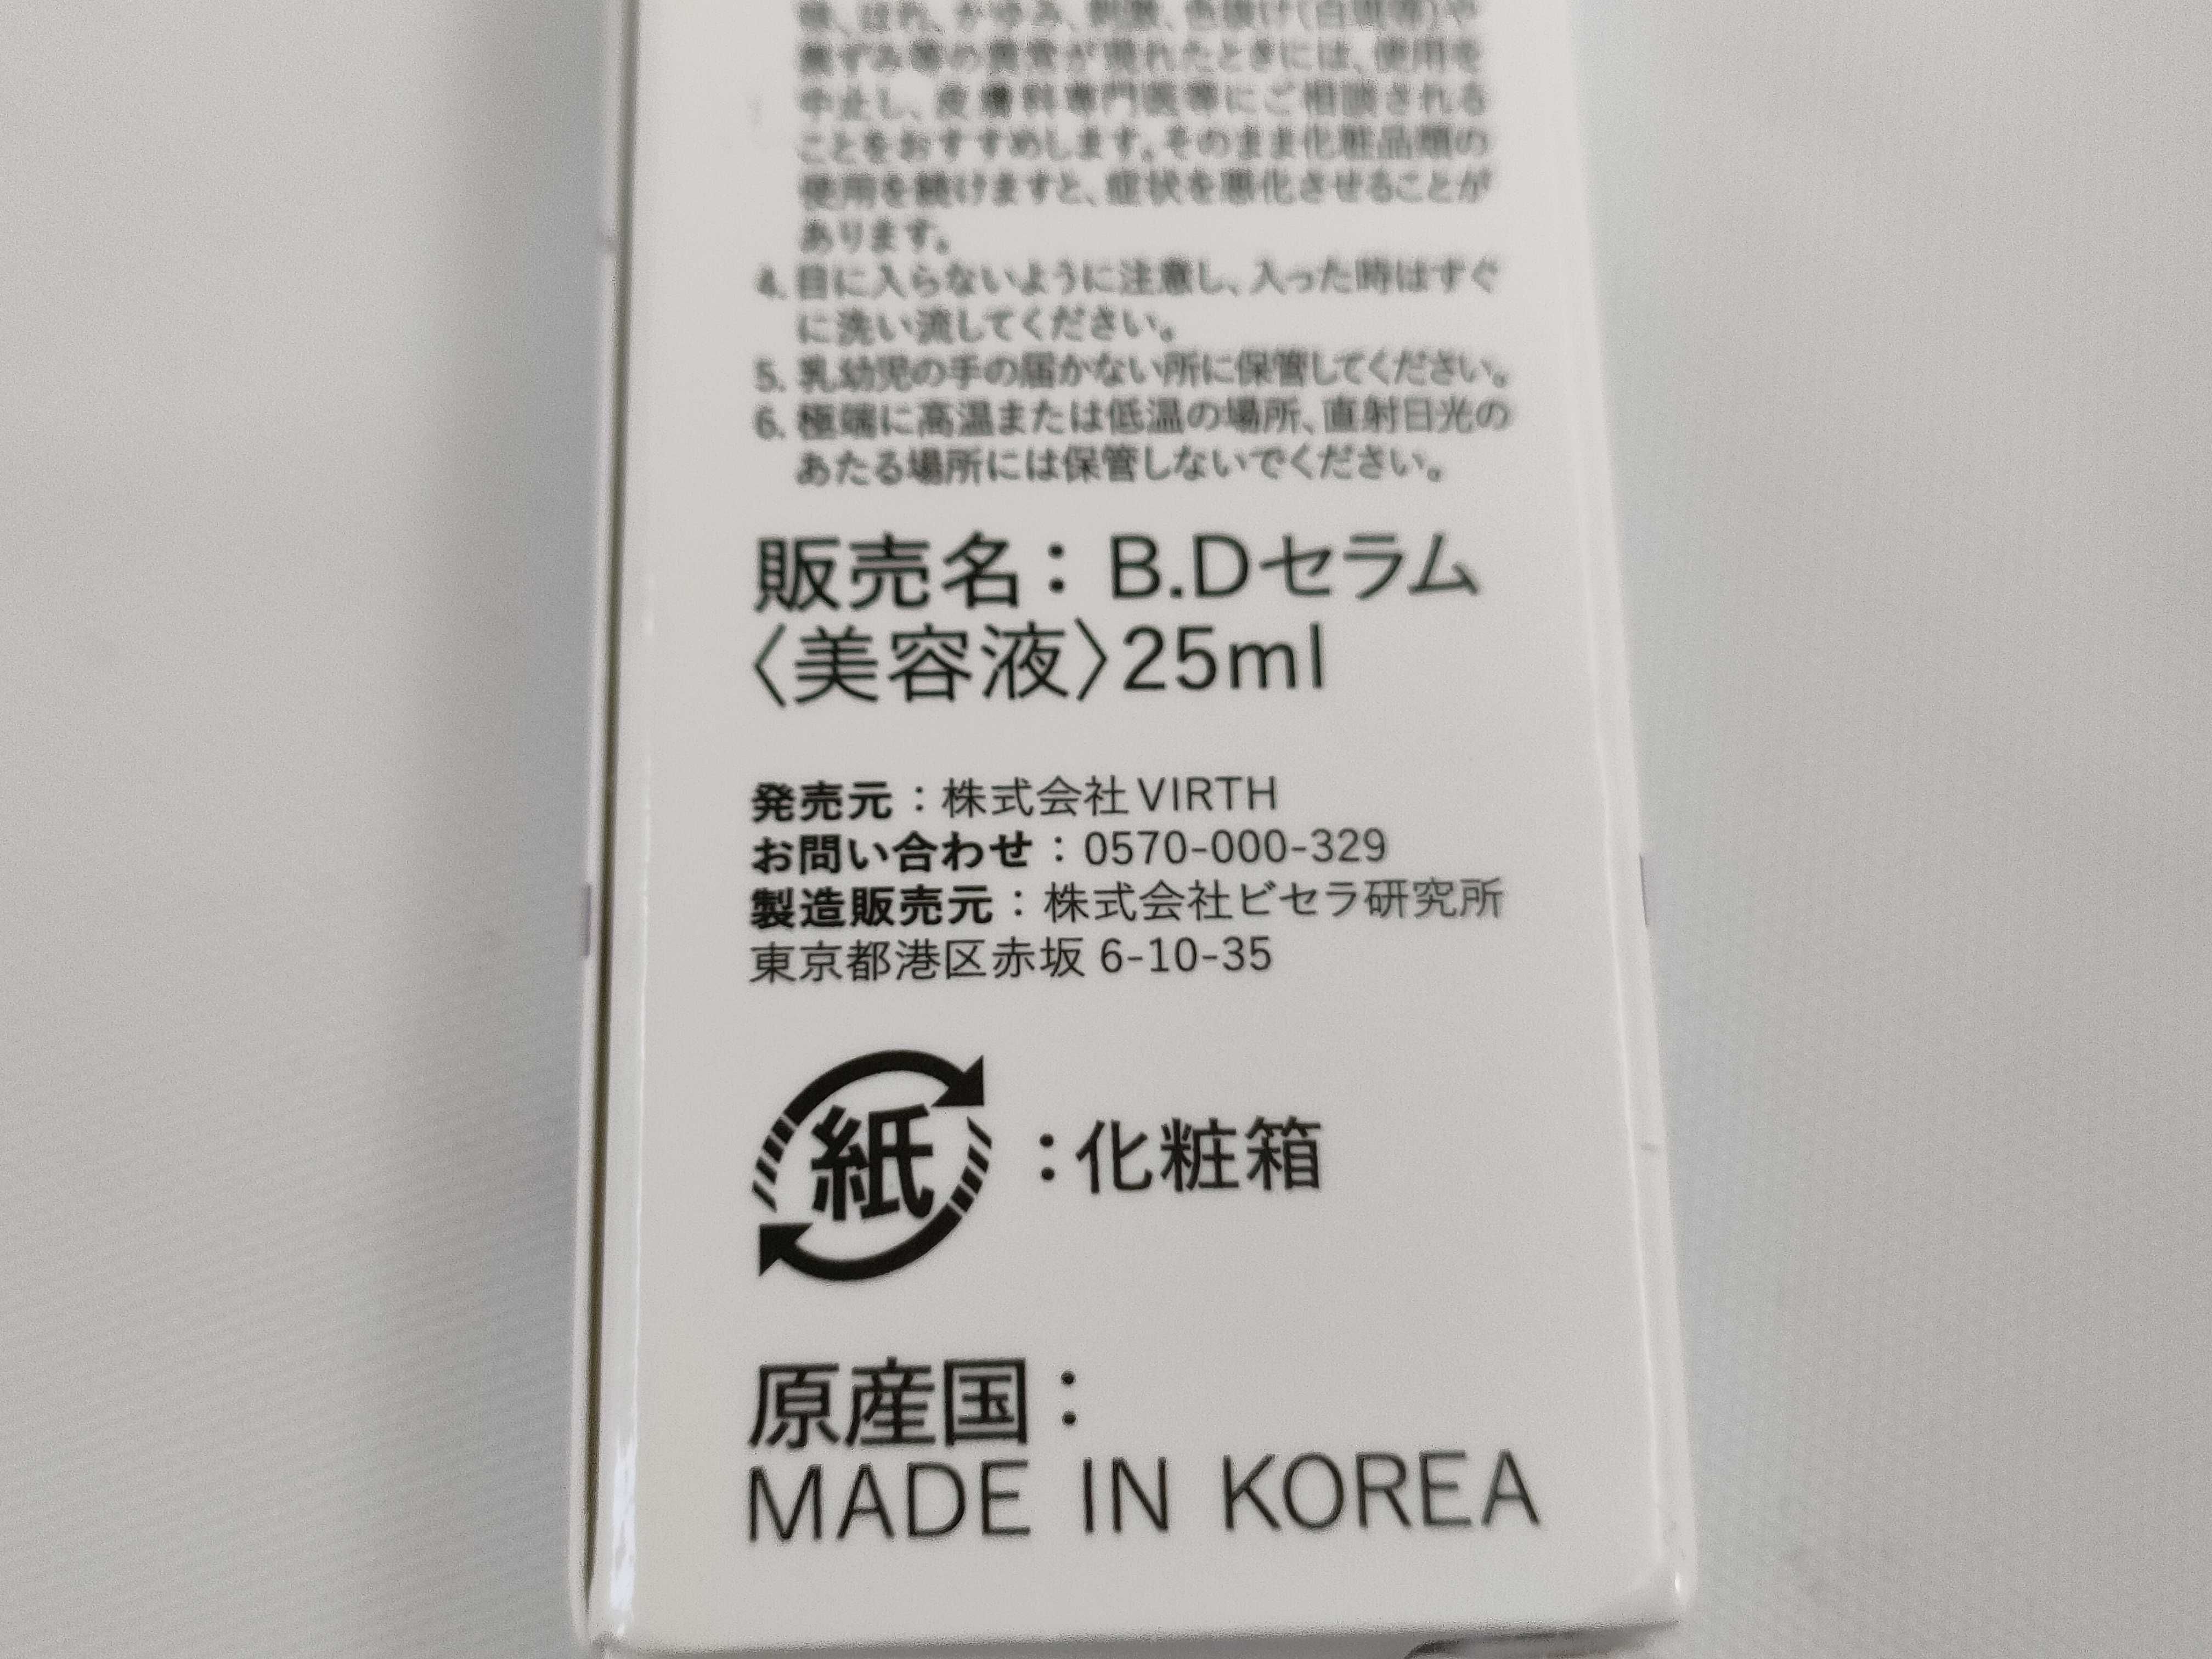 味、はれ、かゆみ、刺激、色抜け(白斑等)や
黒ずみ等の異常が現れたときには、使用を
中止し、皮膚科専門医等にご相談される
ことをおすすめします。そのまま化粧品類の
使用を続けますと、症状を悪化させることが
あります。
4. 目に入らないように注意し、入った時はすぐ
に洗い流してください。
5. 乳幼児の手の届かない所に保管してください。
6. 極端に高温または低温の場所、直射日光の
あたる場所には保管しないでください。
販売名： B.Dセラム
〈美容液〉25ml
発売元：株式会社VIRTH
お問い合わせ：0570-000-329
製造販売元：株式会社ビセラ研究所
東京都港区赤坂 6-10-35
紙 ：化粧箱
原産国：
MADE IN KOREA